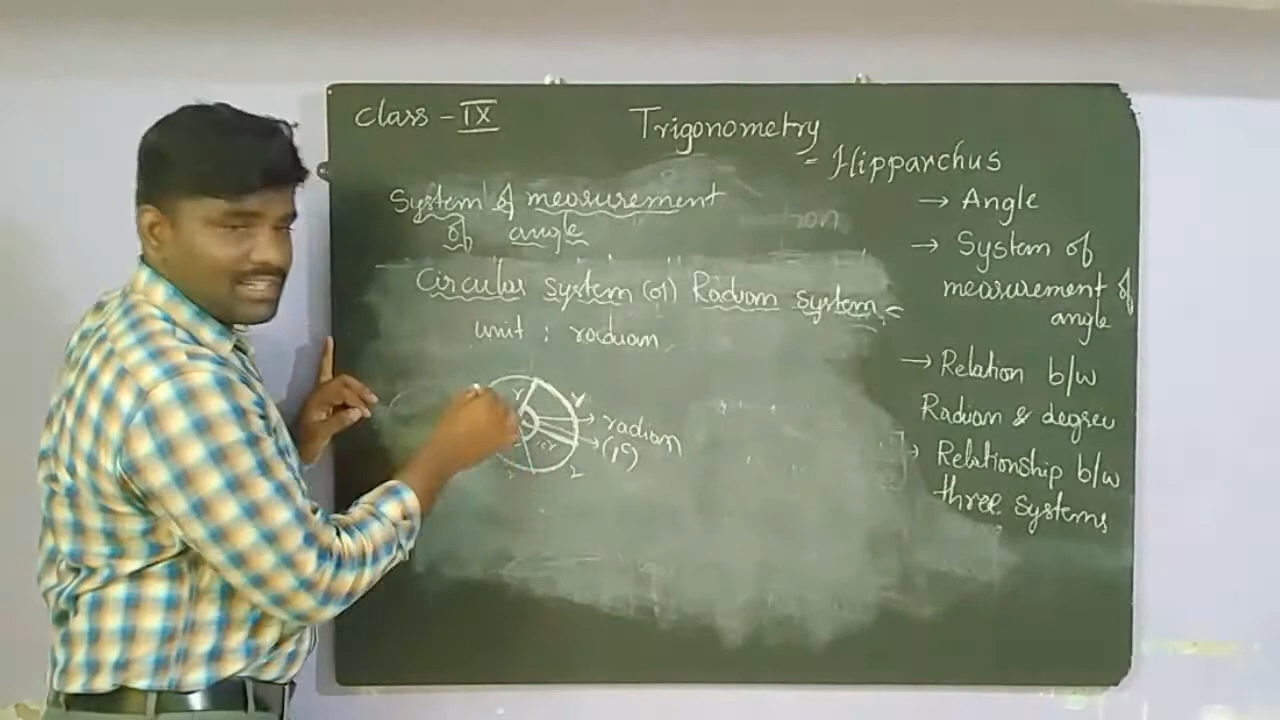 Class - IX
Trigonometry
- Hipparchus
System of measurement
of angle
Circular system (or) Radian system
unit : radian
r
r
radian
r
→ Angle
→ System of
measurement of
angle
→ Relation b/w
Radian & degree
→ Relationship b/w
three systems